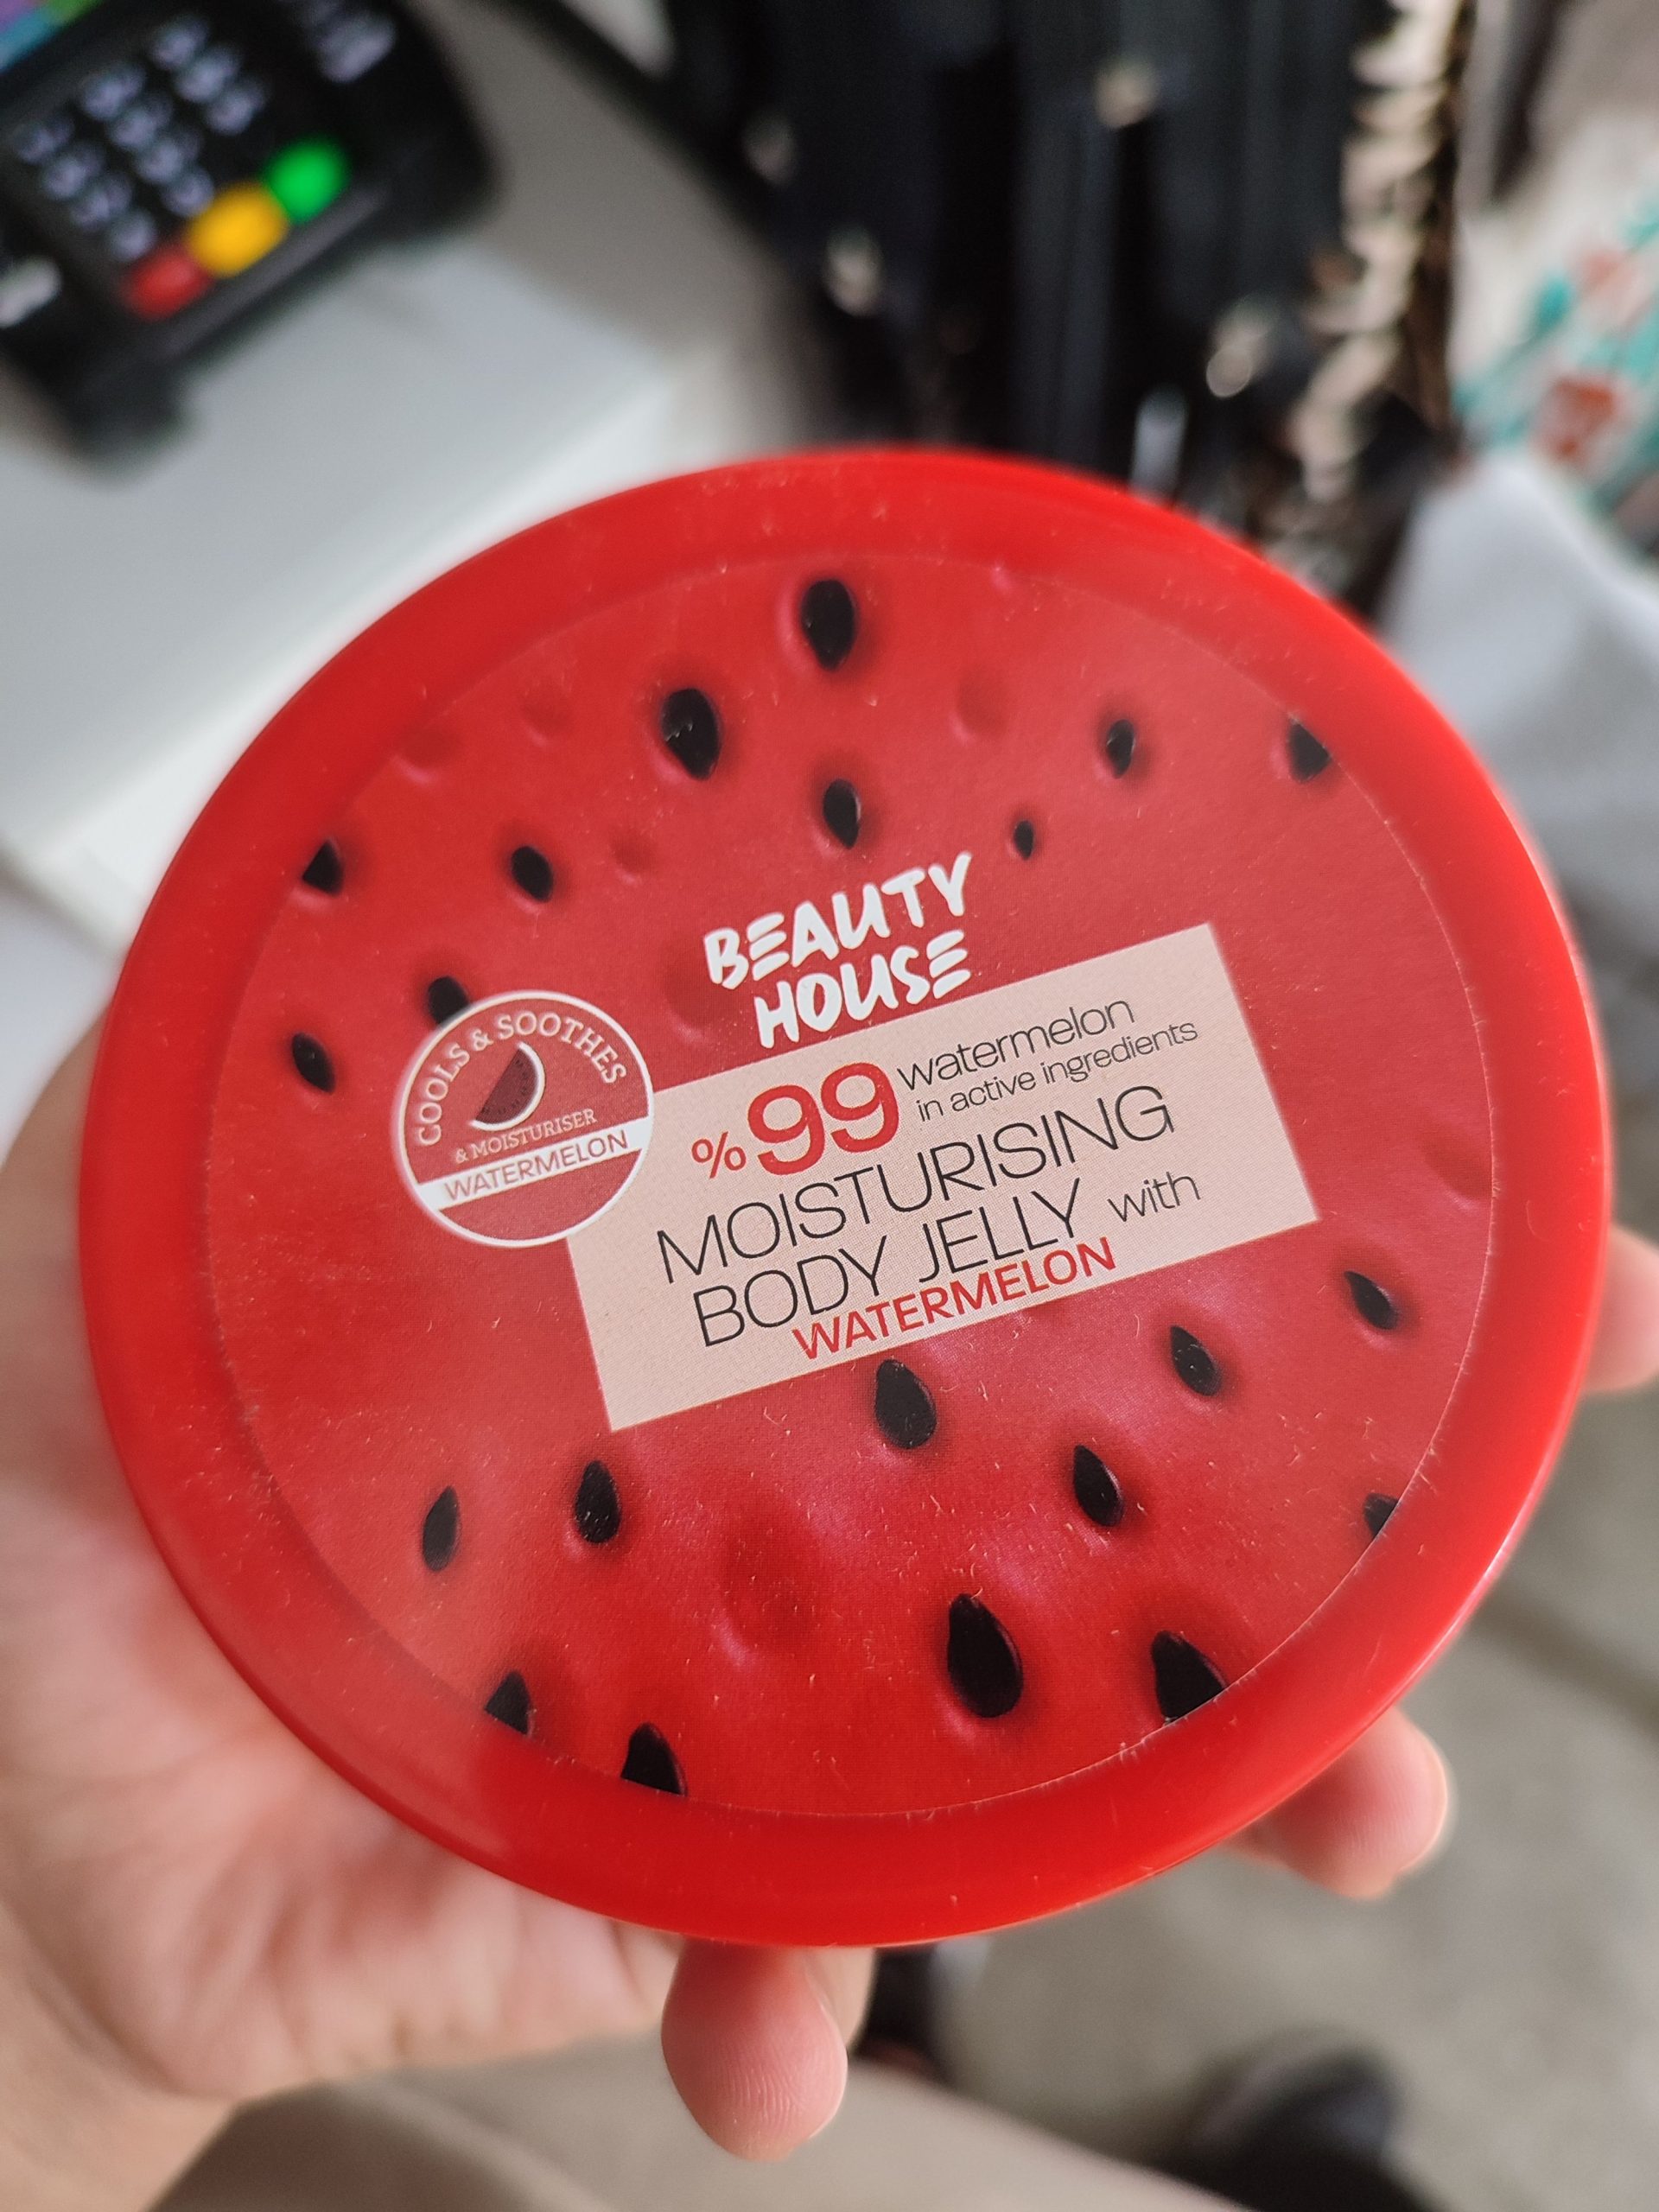 BEAUTY
HOUSE
COOLS & SOOTHES
& MOISTURISER
WATERMELON
%99 watermelon
in active ingredients
MOISTURISING
BODY JELLY with
WATERMELON